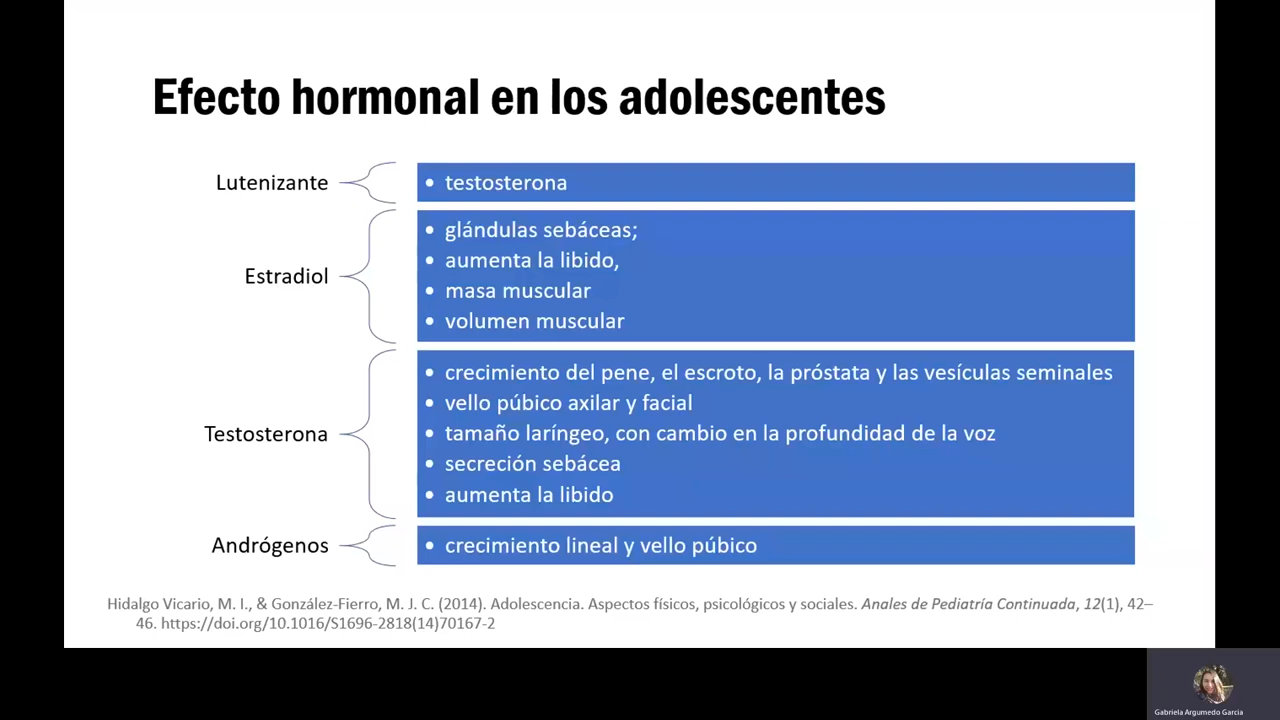 Efecto hormonal en los adolescentes
Lutenizante
• testosterona
Estradiol
• glándulas sebáceas;
• aumenta la libido,
• masa muscular
• volumen muscular
Testosterona
• crecimiento del pene, el escroto, la próstata y las vesículas seminales
• vello púbico axilar y facial
• tamaño laríngeo, con cambio en la profundidad de la voz
• secreción sebácea
• aumenta la libido
Andrógenos
• crecimiento lineal y vello púbico
Hidalgo Vicario, M. I., & González-Fierro, M. J. C. (2014). Adolescencia. Aspectos físicos, psicológicos y sociales. Anales de Pediatría Continuada, 12(1), 42–
46. https://doi.org/10.1016/S1696-2818(14)70167-2
Gabriela Argumedo Garcia